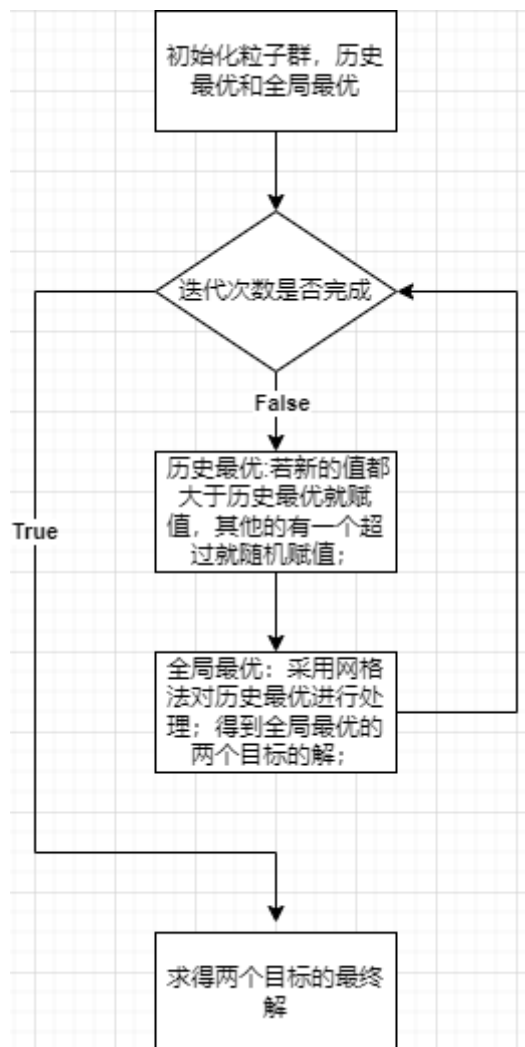 初始化粒子群，历史
最优和全局最优
迭代次数是否完成
False
历史最优:若新的值都
大于历史最优就赋
值，其他的有一个超
过就随机赋值；
True
全局最优：采用网格
法对历史最优进行处
理；得到全局最优的
两个目标的解；
求得两个目标的最终
解